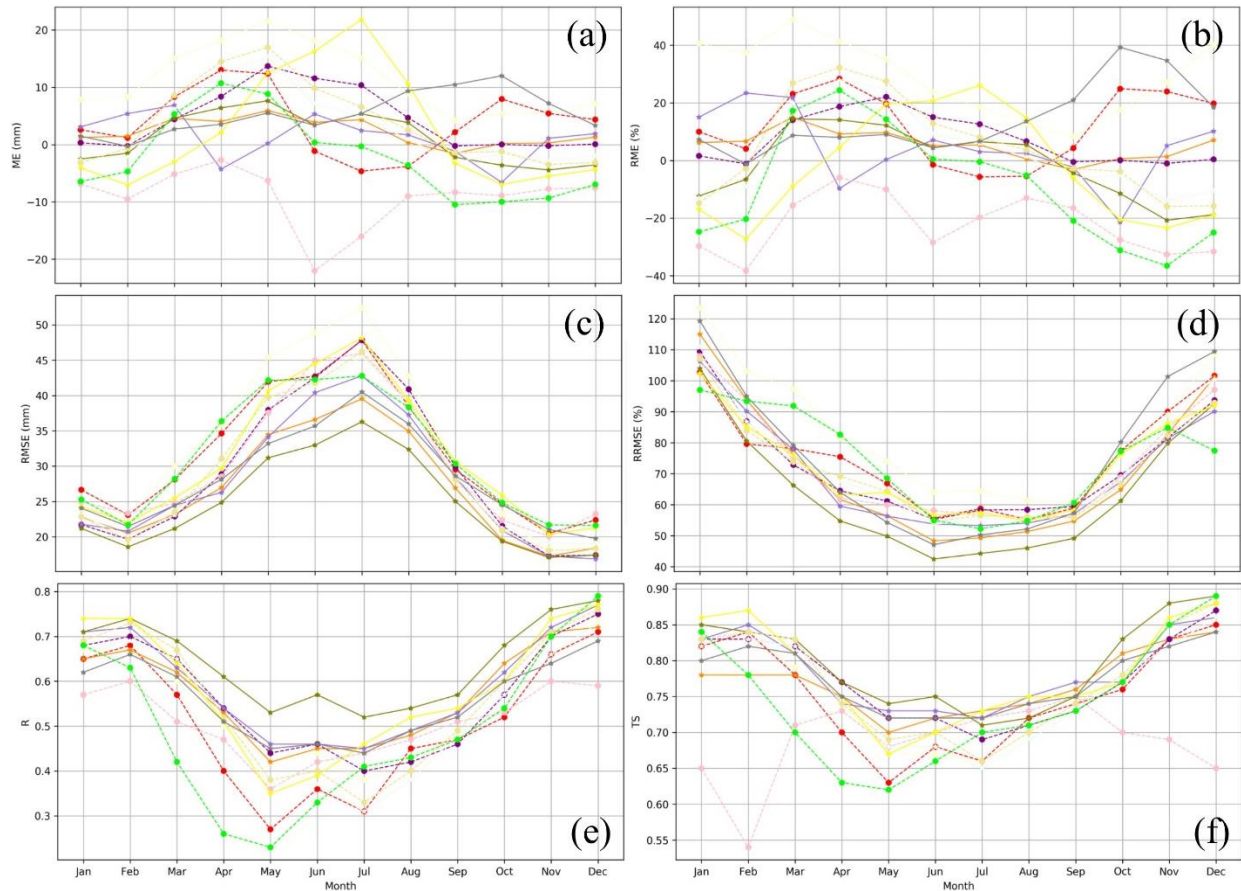 (a)
ME (mm)
20
10
0
−10
−20
(b)
RME (%)
40
20
0
−20
−40
(c)
RMSE (mm)
50
45
40
35
30
25
20
(d)
RRMSE (%)
120
110
100
90
80
70
60
50
40
(e)
R
0.8
0.7
0.6
0.5
0.4
0.3
Jan Feb Mar Apr May Jun Jul Aug Sep Oct Nov Dec
Month
(f)
TS
0.90
0.85
0.80
0.75
0.70
0.65
0.60
0.55
Jan Feb Mar Apr May Jun Jul Aug Sep Oct Nov Dec
Month